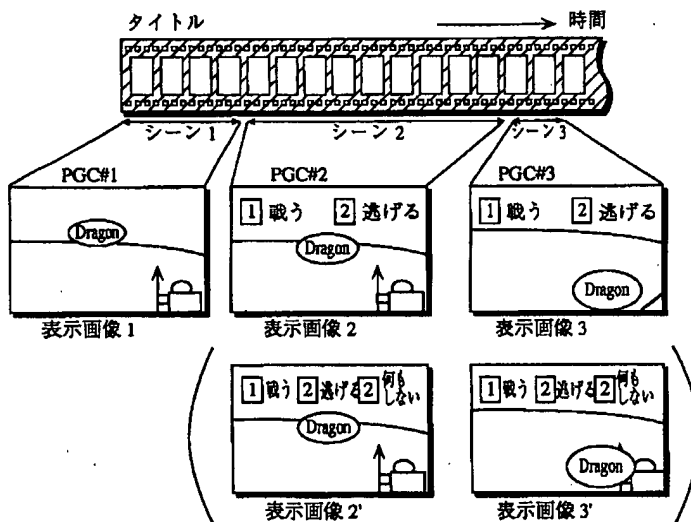 タイトル
時間
シーン 1
シーン 2
シーン 3
PGC#1
PGC#2
PGC#3
Dragon
1 戦う 2 逃げる
Dragon
1 戦う 2 逃げる
Dragon
表示画像 1
表示画像 2
表示画像 3
1 戦う 2 逃げる 2 何も
しない
Dragon
1 戦う 2 逃げる 2 何も
しない
Dragon
表示画像 2'
表示画像 3'